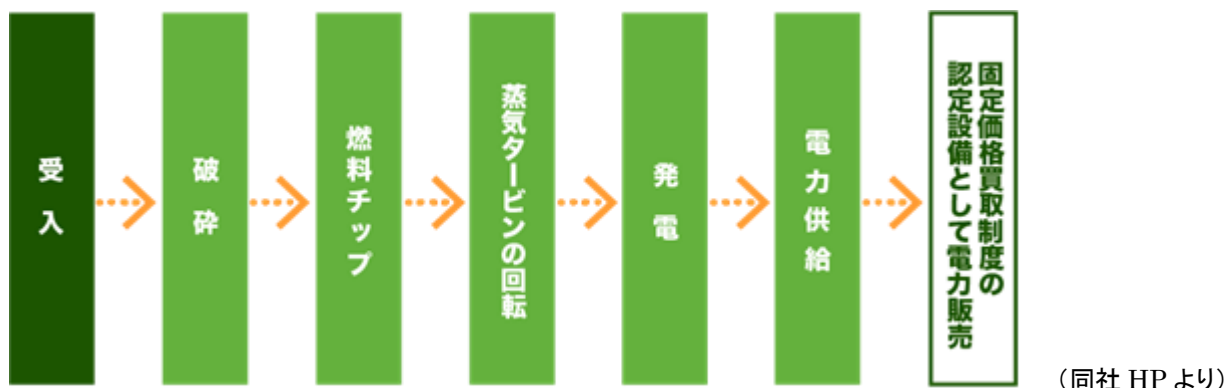 受入
破砕
燃料チップ
蒸気タービンの回転
発電
電力供給
固定価格買取制度の
認定設備として電力販売
(同社 HP より)